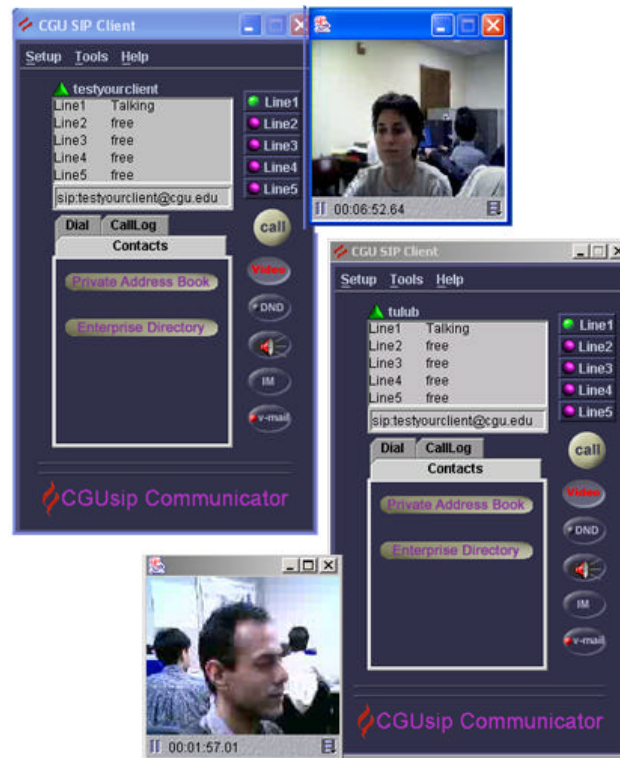 CGU SIP Client
Setup Tools Help
testyourclient
Line1 Talking
Line2 free
Line3 free
Line4 free
Line5 free
sip:testyourclient@cgu.edu
Line1
Line2
Line3
Line4
Line5
Dial CallLog
Contacts
call
Private Address Book
Video
Enterprise Directory
DND
IM
v-mail
CGUsip Communicator
00:06:52.64
CGU SIP Client
Setup Tools Help
tulub
Line1 Talking
Line2 free
Line3 free
Line4 free
Line5 free
sip:testyourclient@cgu.edu
Line1
Line2
Line3
Line4
Line5
Dial CallLog
Contacts
call
Private Address Book
Video
Enterprise Directory
DND
IM
v-mail
CGUsip Communicator
00:01:57.01